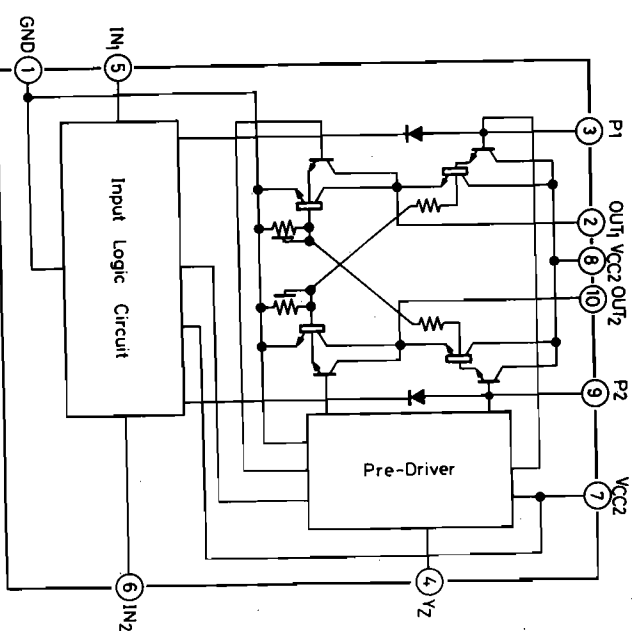 GND
1
IN1
5
P1
3
OUT1
2
VCC2
8
OUT2
10
P2
9
VCC2
7
Input Logic Circuit
Pre-Driver
6
IN2
4
YZ